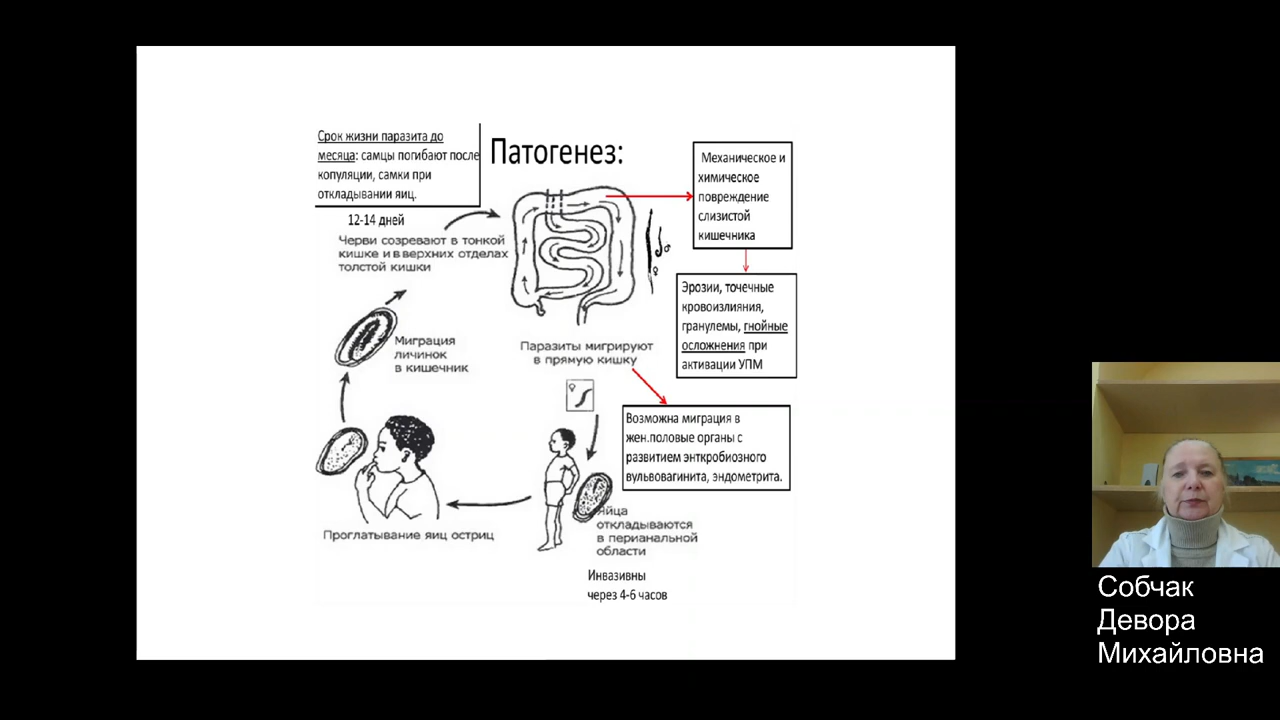 Срок жизни паразита до
месяца: самцы погибают после
копуляции, самки при
откладывании яиц.
Патогенез:
Механическое и
химическое
повреждение
слизистой
кишечника
12-14 дней
Черви созревают в тонкой
кишке и в верхних отделах
толстой кишки
Эрозии, точечные
кровоизлияния,
гранулемы, гнойные
осложнения при
активации УПМ
Миграция
личинок
в кишечник
Паразиты мигрируют
в прямую кишку
Возможна миграция в
жен.половые органы с
развитием энткробиозного
вульвовагинита, эндометрита.
Проглатывание яиц остриц
Яйца
откладываются
в перианальной
области
Инвазивны
через 4-6 часов
Собчак
Девора
Михайловна